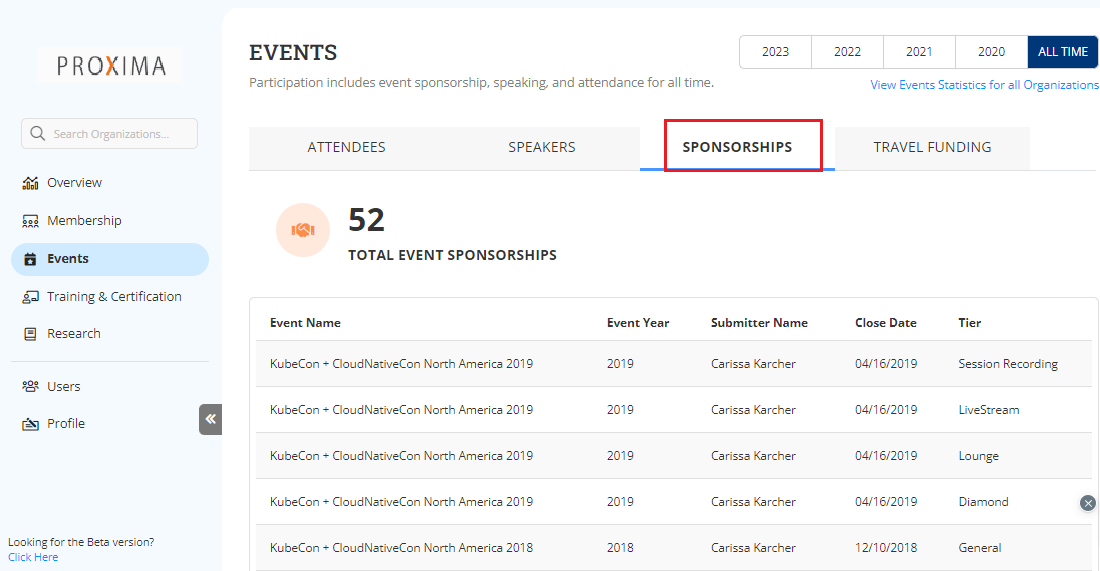 PROXIMA
Search Organizations...
Overview
Membership
Events
Training & Certification
Research
Users
Profile
Looking for the Beta version?
Click Here
EVENTS
2023 2022 2021 2020 ALL TIME
Participation includes event sponsorship, speaking, and attendance for all time.
View Events Statistics for all Organizations
ATTENDEES SPEAKERS SPONSORSHIPS TRAVEL FUNDING
52
TOTAL EVENT SPONSORSHIPS
Event Name Event Year Submitter Name Close Date Tier
KubeCon + CloudNativeCon North America 2019 2019 Carissa Karcher 04/16/2019 Session Recording
KubeCon + CloudNativeCon North America 2019 2019 Carissa Karcher 04/16/2019 LiveStream
KubeCon + CloudNativeCon North America 2019 2019 Carissa Karcher 04/16/2019 Lounge
KubeCon + CloudNativeCon North America 2019 2019 Carissa Karcher 04/16/2019 Diamond
KubeCon + CloudNativeCon North America 2018 2018 Carissa Karcher 12/10/2018 General